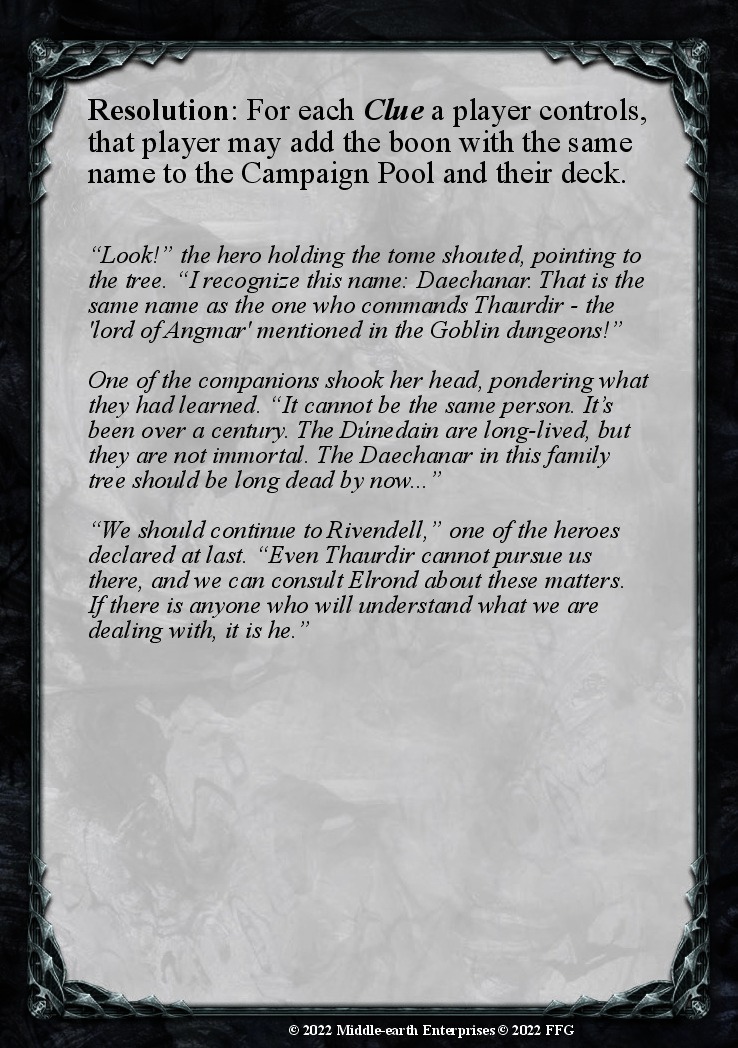 Resolution: For each Clue a player controls,
that player may add the boon with the same
name to the Campaign Pool and their deck.
“Look!” the hero holding the tome shouted, pointing to
the tree. “I recognize this name: Daechanar. That is the
same name as the one who commands Thaurdir - the
'lord of Angmar' mentioned in the Goblin dungeons!”
One of the companions shook her head, pondering what
they had learned. “It cannot be the same person. It’s
been over a century. The Dúnedain are long-lived, but
they are not immortal. The Daechanar in this family
tree should be long dead by now...”
“We should continue to Rivendell,” one of the heroes
declared at last. “Even Thaurdir cannot pursue us
there, and we can consult Elrond about these matters.
If there is anyone who will understand what we are
dealing with, it is he.”
© 2022 Middle-earth Enterprises © 2022 FFG